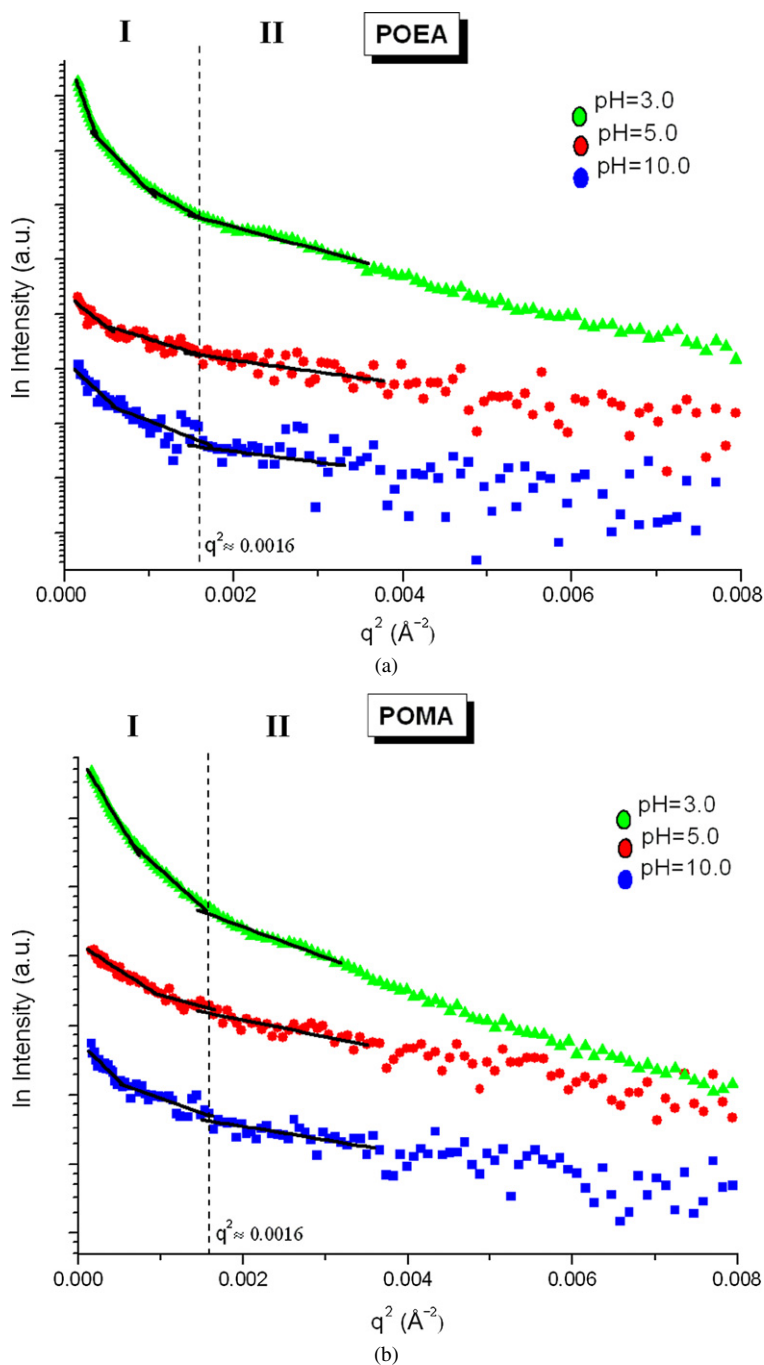 I II POEA
pH=3.0
pH=5.0
pH=10.0
ln Intensity (a.u.)
q²≈ 0.0016
0.000 0.002 0.004 0.006 0.008
q² (Å⁻²)
(a)
I II POMA
pH=3.0
pH=5.0
pH=10.0
ln Intensity (a.u.)
q²≈ 0.0016
0.000 0.002 0.004 0.006 0.008
q² (Å⁻²)
(b)